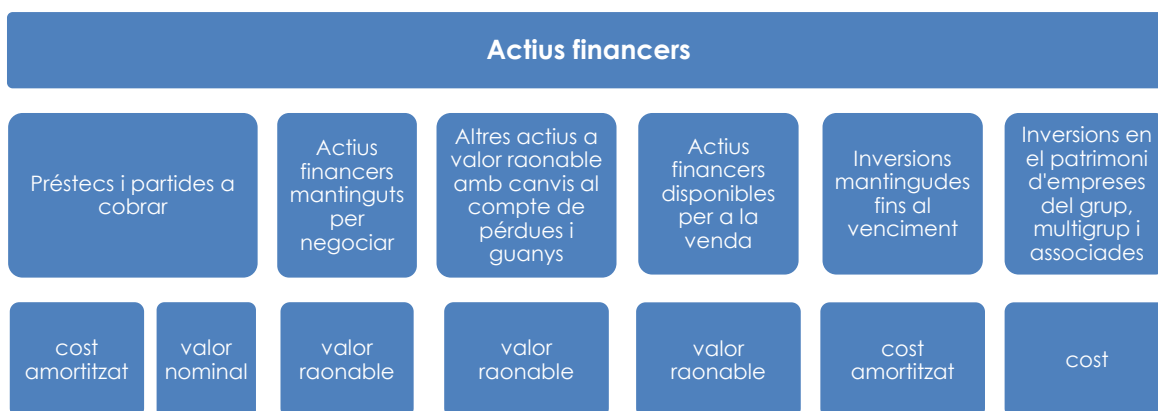 Actius financers
Préstecs i partides a
cobrar
Actius
financers
mantinguts
per
negociar
Altres actius a
valor raonable
amb canvis al
compte de
pérdues i
guanys
Actius
financers
disponibles
per a la
venda
Inversions
mantingudes
fins al
venciment
Inversions en
el patrimoni
d'empreses
del grup,
multigrup i
associades
cost
amortitzat
valor
nominal
valor
raonable
valor
raonable
valor
raonable
cost
amortitzat
cost